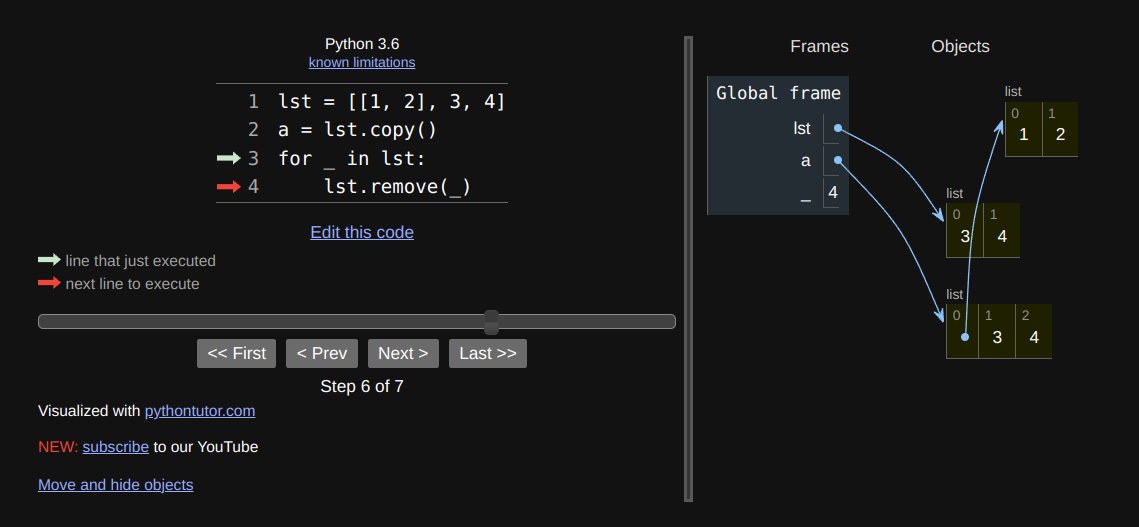 Python 3.6
known limitations
1 lst = [[1, 2], 3, 4]
2 a = lst.copy()
3 for _ in lst:
4     lst.remove(_)
Edit this code
line that just executed
next line to execute
<< First < Prev Next > Last >>
Step 6 of 7
Visualized with pythontutor.com
NEW: subscribe to our YouTube
Move and hide objects
Frames Objects
Global frame
lst
a
_ 4
list
0 1
1 2
list
0 1
3 4
list
0 1 2
3 4